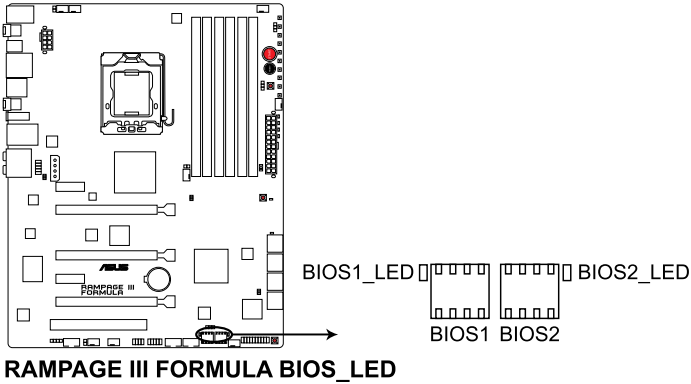 ASUS
RAMPAGE III
FORMULA
BIOS1_LED
BIOS2_LED
BIOS1 BIOS2
RAMPAGE III FORMULA BIOS_LED